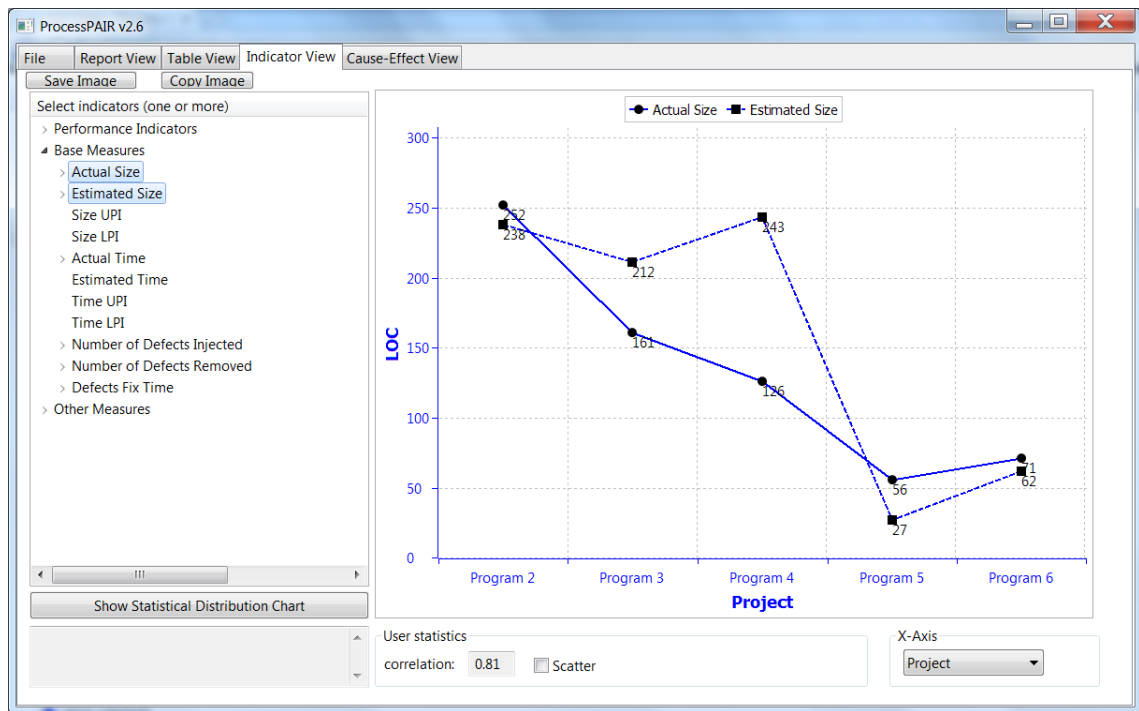 ProcessPAIR v2.6
File Report View Table View Indicator View Cause-Effect View
Save Image Copy Image
Select indicators (one or more)
Performance Indicators
Base Measures
Actual Size
Estimated Size
Size UPI
Size LPI
Actual Time
Estimated Time
Time UPI
Time LPI
Number of Defects Injected
Number of Defects Removed
Defects Fix Time
Other Measures
Show Statistical Distribution Chart
Actual Size Estimated Size
300
250
200
150
100
50
0
LOC
252
238
212
161
243
126
56
27
71
62
Program 2 Program 3 Program 4 Program 5 Program 6
Project
User statistics
correlation: 0.81 Scatter
X-Axis
Project